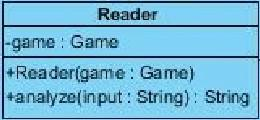 Reader
-game : Game
+Reader(game : Game)
+analyze(input : String) : String